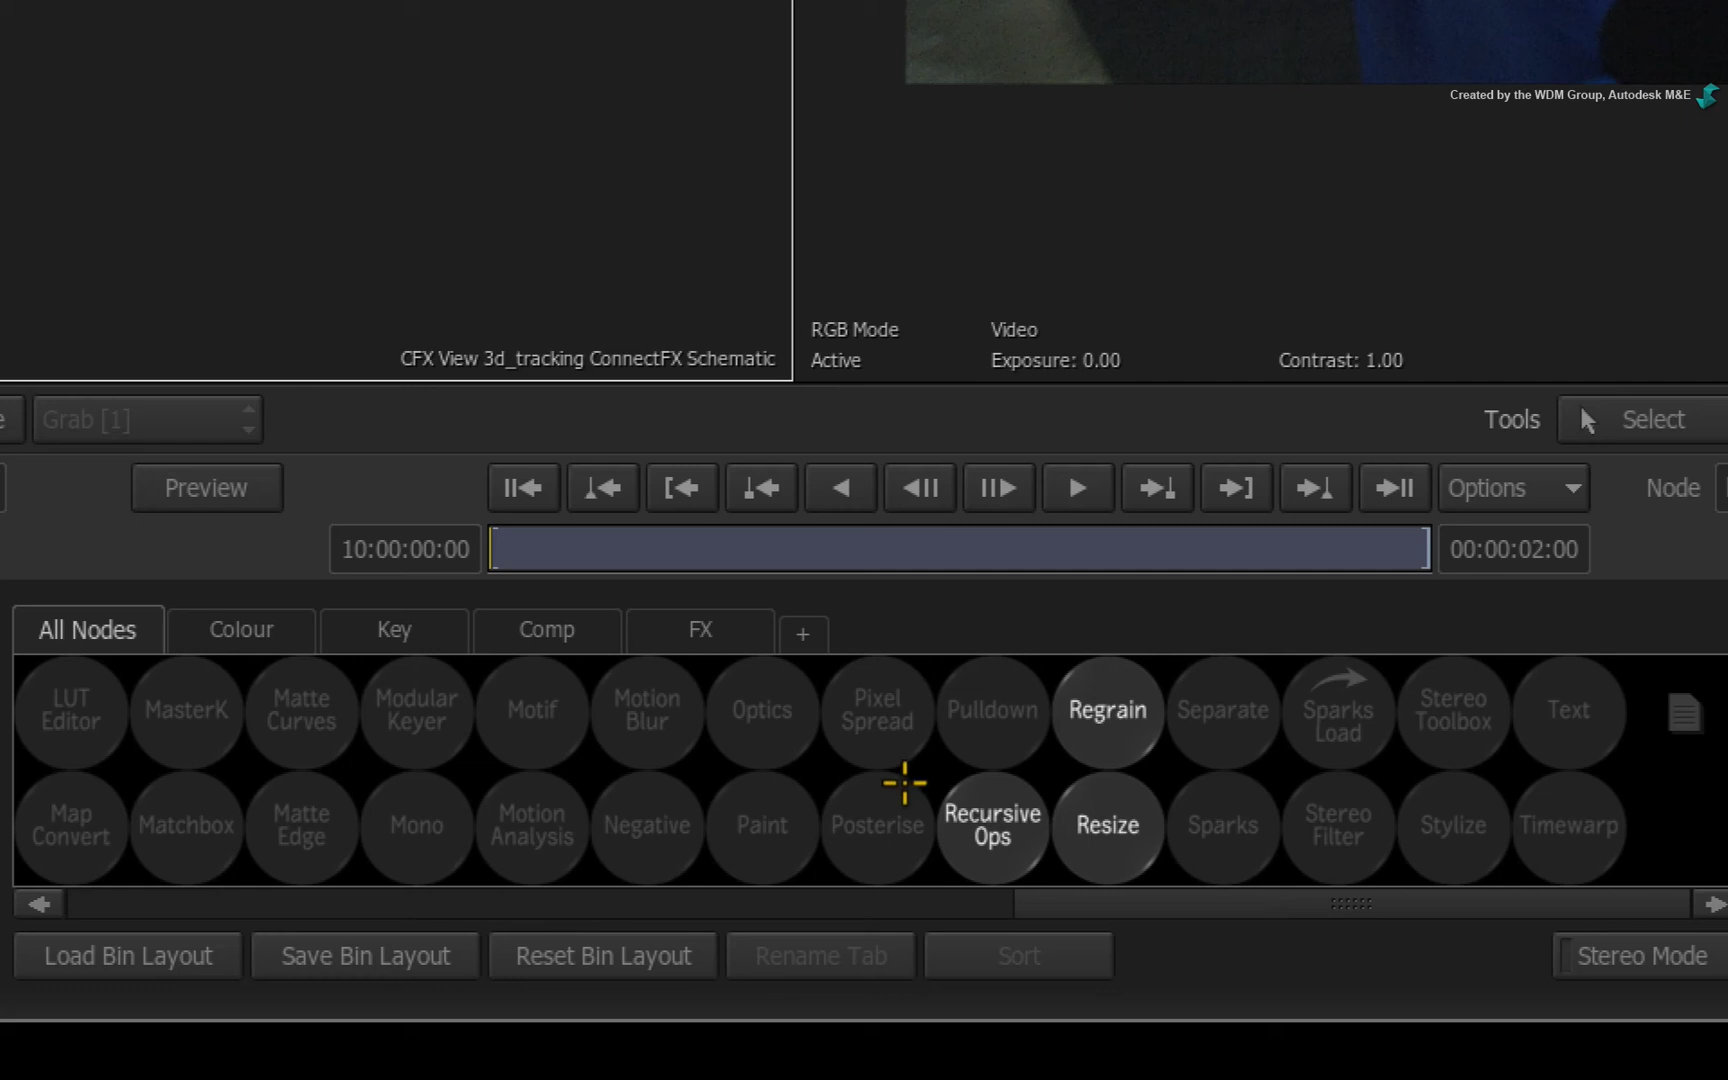 Created by the WDM Group, Autodesk M&E
RGB Mode
Video
CFX View 3d_tracking ConnectFX Schematic
Active
Exposure: 0.00
Contrast: 1.00
Grab [1]
Tools
Select
Preview
Options
Node
10:00:00:00
00:00:02:00
All Nodes
Colour
Key
Comp
FX
+
LUT
Editor
MasterK
Matte
Curves
Modular
Keyer
Motif
Motion
Blur
Optics
Pixel
Spread
Pulldown
Regrain
Separate
Sparks
Load
Stereo
Toolbox
Text
Map
Convert
Matchbox
Matte
Edge
Mono
Motion
Analysis
Negative
Paint
Posterise
Recursive
Ops
Resize
Sparks
Stereo
Filter
Stylize
Timewarp
Load Bin Layout
Save Bin Layout
Reset Bin Layout
Rename Tab
Sort
Stereo Mode